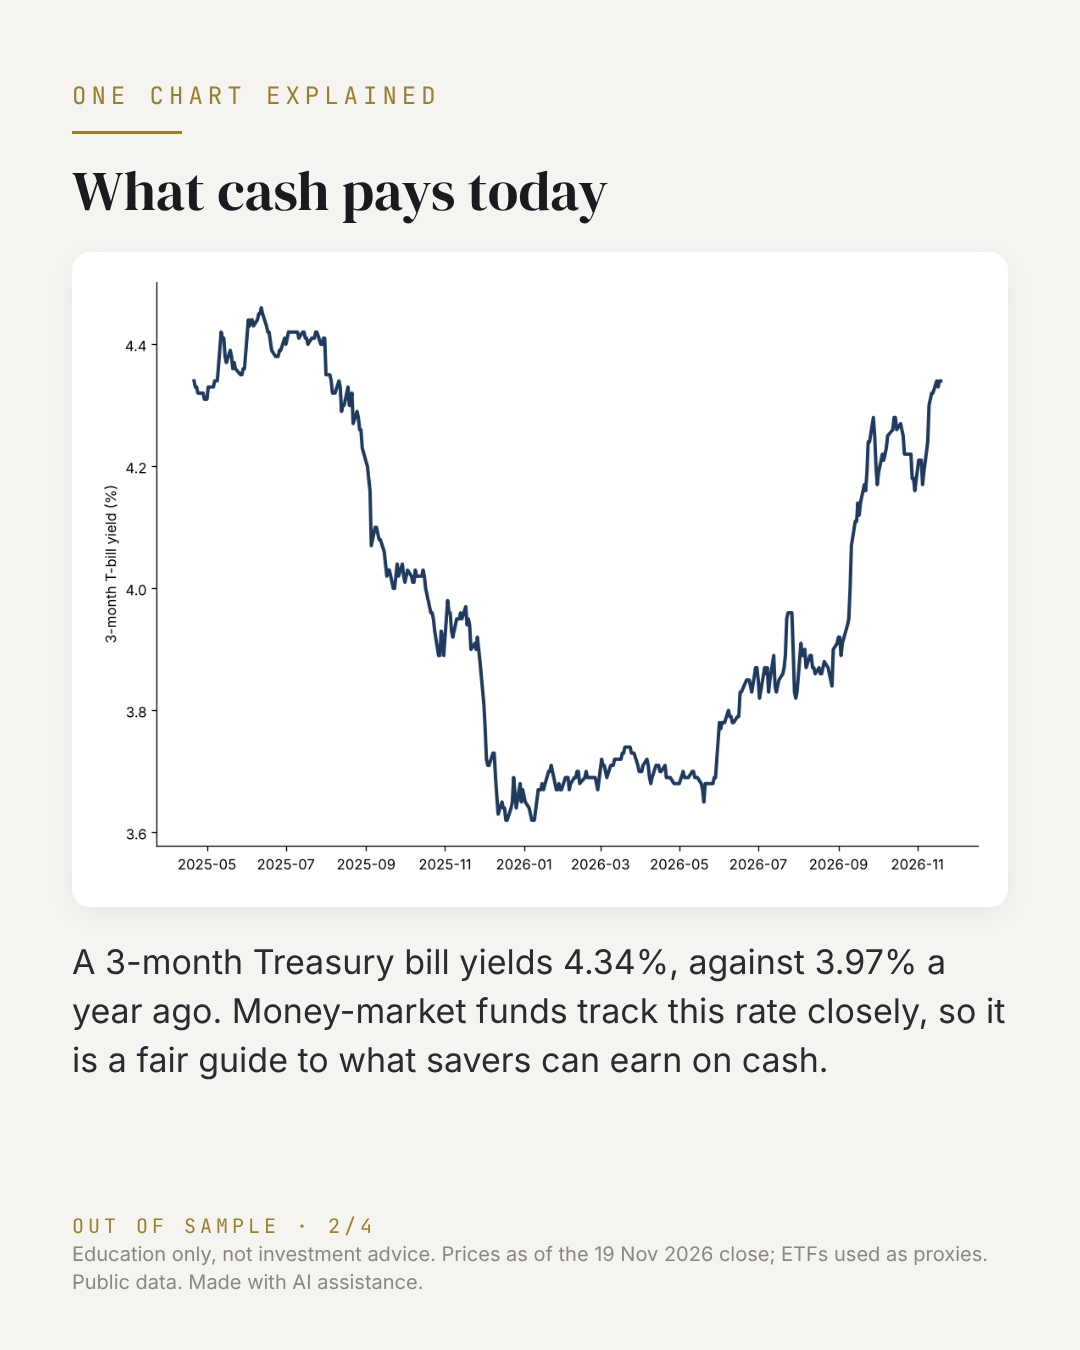 ONE CHART EXPLAINED
What cash pays today
4.4
4.2
4.0
3.8
3.6
3-month T-bill yield (%)
2025-05 2025-07 2025-09 2025-11 2026-01 2026-03 2026-05 2026-07 2026-09 2026-11
A 3-month Treasury bill yields 4.34%, against 3.97% a
year ago. Money-market funds track this rate closely, so it
is a fair guide to what savers can earn on cash.
OUT OF SAMPLE · 2/4
Education only, not investment advice. Prices as of the 19 Nov 2026 close; ETFs used as proxies.
Public data. Made with AI assistance.